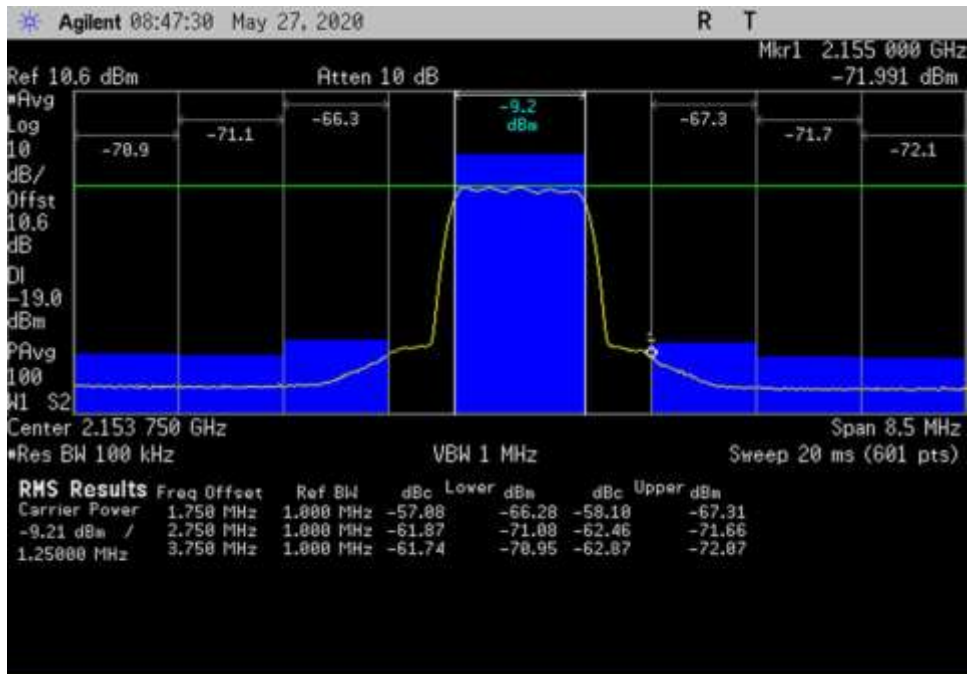 Agilent 08:47:30 May 27, 2020 R T
Mkr1 2.155 000 GHz
Ref 10.6 dBm Atten 10 dB -71.991 dBm
*Avg
Log
10
dB/
Offst
10.6
dB
DI
-19.0
dBm
PAvg
100
W1 S2
-70.9 -71.1 -66.3 -9.2 dBm -67.3 -71.7 -72.1
Center 2.153 750 GHz Span 8.5 MHz
*Res BW 100 kHz VBW 1 MHz Sweep 20 ms (601 pts)
RMS Results Freq Offset Ref BW dBc Lower dBm dBc Upper dBm
Carrier Power 1.750 MHz 1.000 MHz -57.08 -66.28 -58.10 -67.31
-9.21 dBm / 2.750 MHz 1.000 MHz -61.87 -71.08 -62.46 -71.66
1.25000 MHz 3.750 MHz 1.000 MHz -61.74 -70.95 -62.87 -72.07